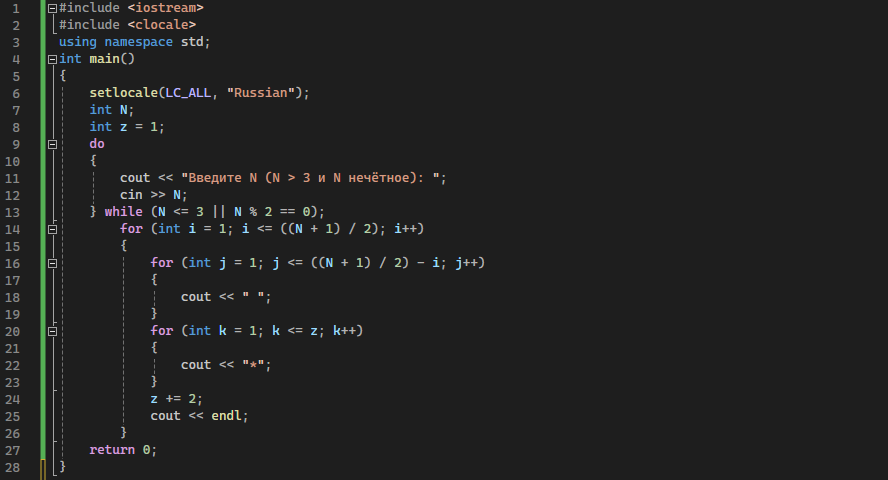 1 #include <iostream>
2 #include <clocale>
3 using namespace std;
4 int main()
5 {
6 setlocale(LC_ALL, "Russian");
7 int N;
8 int z = 1;
9 do
10 {
11 cout << "Введите N (N > 3 и N нечётное): ";
12 cin >> N;
13 } while (N <= 3 || N % 2 == 0);
14 for (int i = 1; i <= ((N + 1) / 2); i++)
15 {
16 for (int j = 1; j <= ((N + 1) / 2) - i; j++)
17 {
18 cout << " ";
19 }
20 for (int k = 1; k <= z; k++)
21 {
22 cout << "*";
23 }
24 z += 2;
25 cout << endl;
26 }
27 return 0;
28 }